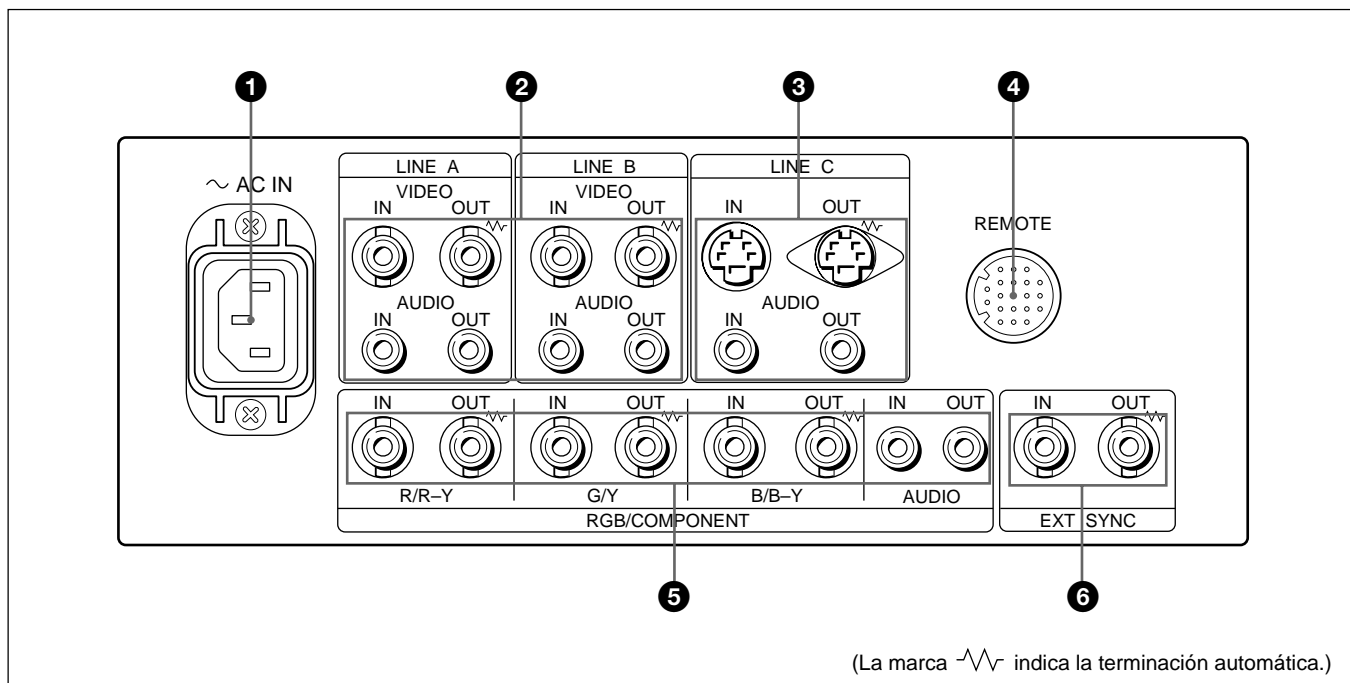 1 2 3 4
LINE A LINE B LINE C
∼ AC IN
VIDEO VIDEO
IN OUT IN OUT IN OUT
REMOTE
AUDIO AUDIO AUDIO
IN OUT IN OUT IN OUT
IN OUT IN OUT IN OUT IN OUT IN OUT
R/R–Y G/Y B/B–Y AUDIO
RGB/COMPONENT EXT SYNC
5 6
(La marca indica la terminación automática.)